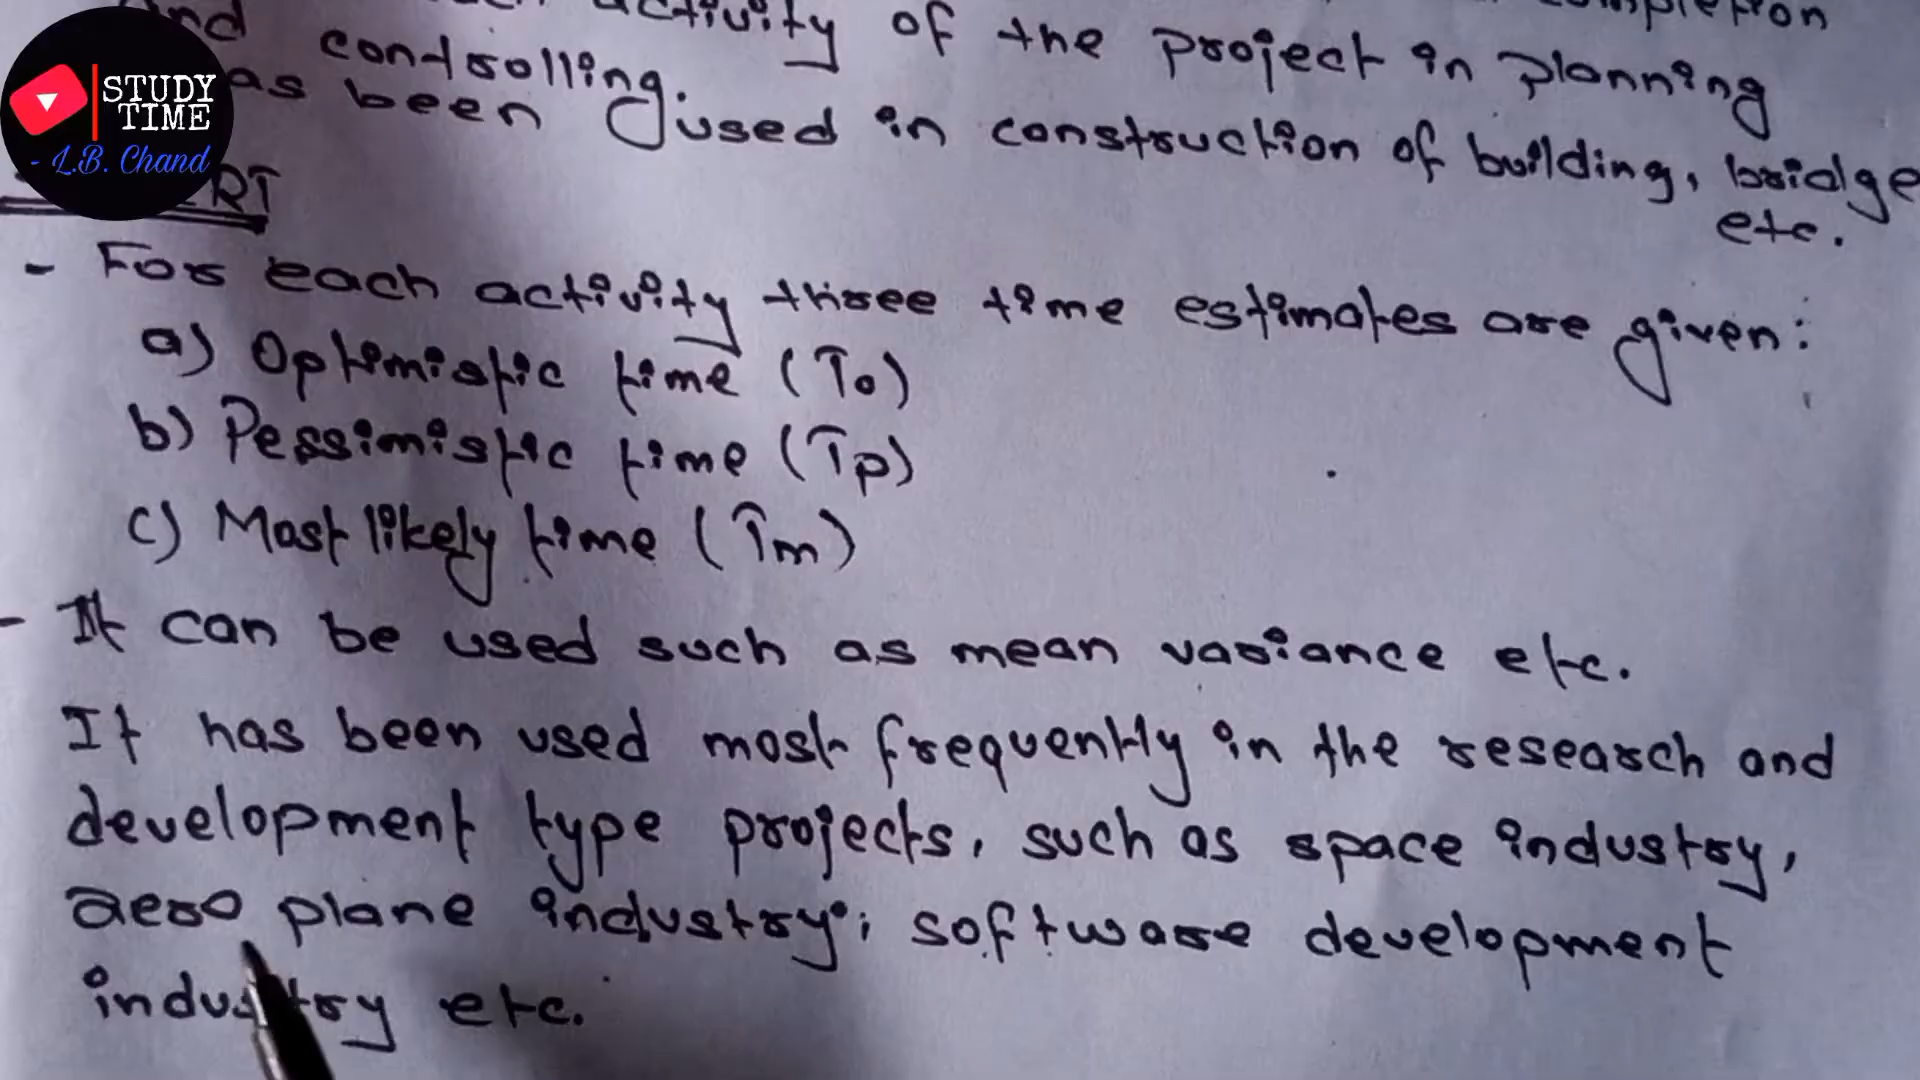 activity of the project in planning
and controlling.
as been used in construction of building, bridge
etc.
STUDY
TIME
- L.B. Chand
ERT
- For each activity three time estimates are given:
a) Optimistic time (To)
b) Pessimistic time (Tp)
c) Most likely time (Tm)
- It can be used such as mean variance etc.
It has been used most frequently in the research and
development type projects, such as space industry,
aero plane industry, software development
industry etc.